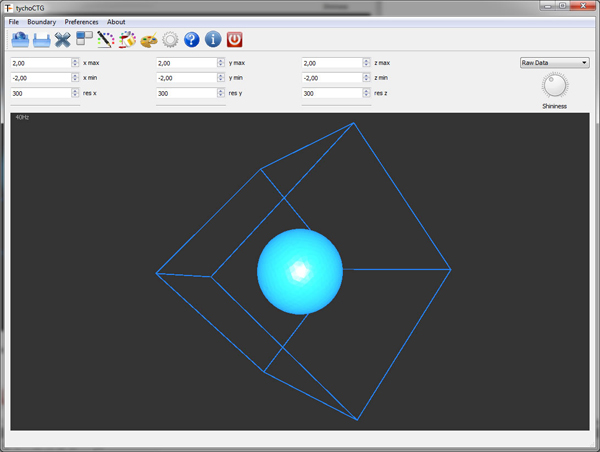 tychoCTG
File Boundary Preferences About
2,00 x max 2,00 y max 2,00 z max Raw Data
-2,00 x min -2,00 y min -2,00 z min
300 res x 300 res y 300 res z
Shininess
40Hz